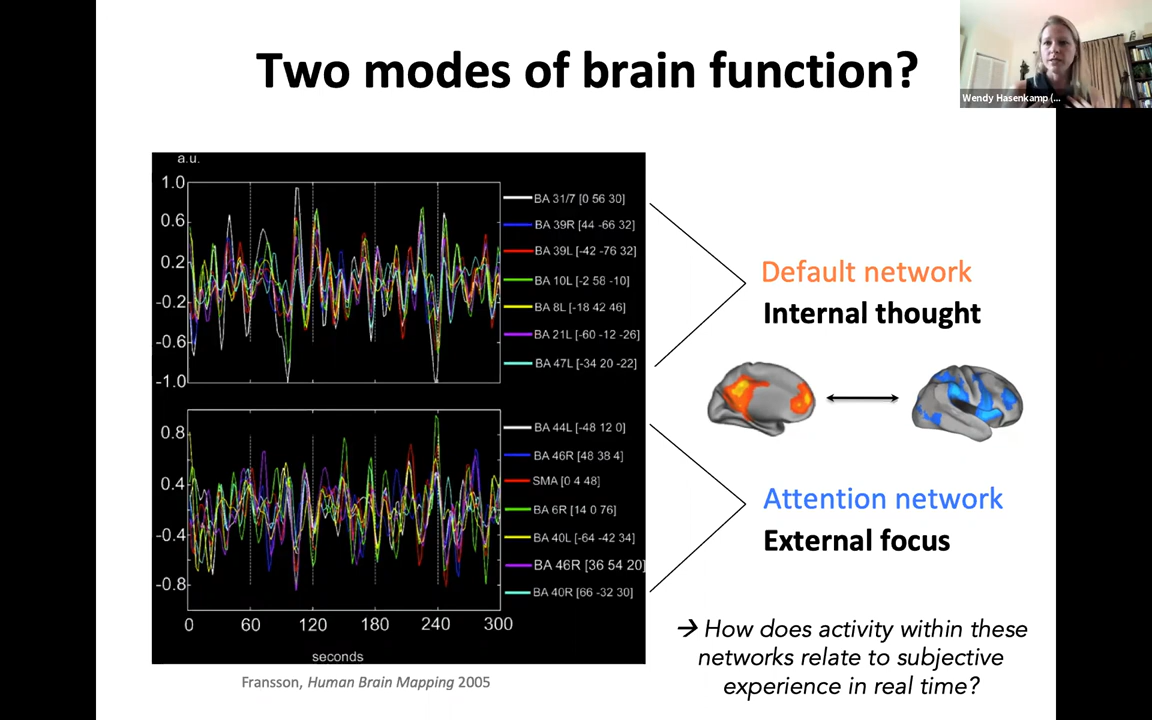 Two modes of brain function?
Wendy Hasenkamp (...
a.u.
1.0
0.6
0.2
-0.2
-0.6
-1.0
BA 31/7 [0 56 30]
BA 39R [44 -66 32]
BA 39L [-42 -76 32]
BA 10L [-2 58 -10]
BA 8L [-18 42 46]
BA 21L [-60 -12 -26]
BA 47L [-34 20 -22]
Default network
Internal thought
0.8
0.4
-0.4
-0.8
BA 44L [-48 12 0]
BA 46R [48 38 4]
SMA [0 4 48]
BA 6R [14 0 76]
BA 40L [-64 -42 34]
BA 46R [36 54 20]
BA 40R [66 -32 30]
Attention network
External focus
0 60 120 180 240 300
seconds
Fransson, Human Brain Mapping 2005
→ How does activity within these
networks relate to subjective
experience in real time?